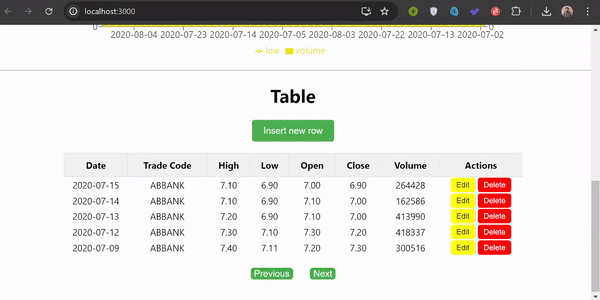 localhost:3000
0 0
2020-08-04 2020-07-23 2020-07-14 2020-07-05 2020-08-03 2020-07-22 2020-07-13 2020-07-02
low volume
Table
Insert new row
Date Trade Code High Low Open Close Volume Actions
2020-07-15 ABBANK 7.10 6.90 7.00 6.90 264428 Edit Delete
2020-07-14 ABBANK 7.10 6.90 7.10 7.00 162586 Edit Delete
2020-07-13 ABBANK 7.20 6.90 7.10 7.00 413990 Edit Delete
2020-07-12 ABBANK 7.30 7.10 7.30 7.20 418337 Edit Delete
2020-07-09 ABBANK 7.40 7.11 7.20 7.30 300516 Edit Delete
Previous Next